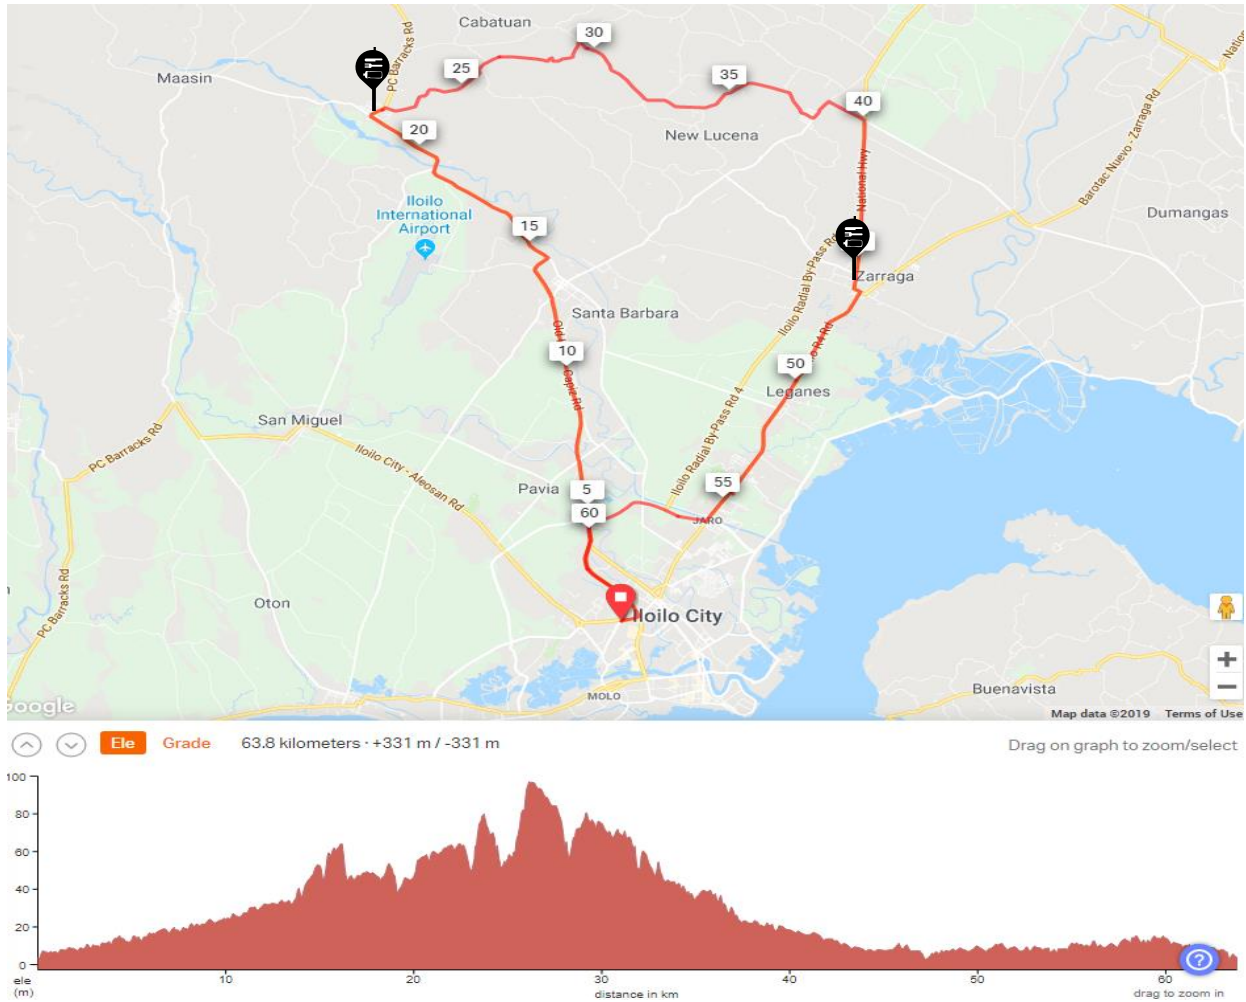 Cabatuan
30
PC Barracks Rd
Maasin
25
35
40
20
New Lucena
National Hwy
Barotac Nuevo - Zarraga Rd
Iloilo
International
Airport
15
Dumangas
Iloilo Radial By-Pass Rd
Zarraga
Santa Barbara
10
Capiz Rd
50
Leganes
San Miguel
PC Barracks Rd
Iloilo City - Aleosan Rd
Iloilo Radial By-Pass Rd 4
Pavia
5
55
60
JARO
PC Barracks Rd
Oton
Iloilo City
MOLO
Buenavista
Google
Map data ©2019 Terms of Use
Ele Grade 63.8 kilometers · +331 m / -331 m Drag on graph to zoom/select
100
80
60
40
20
0
10 20 30 40 50 60
ele
(m)
distance in km
drag to zoom in